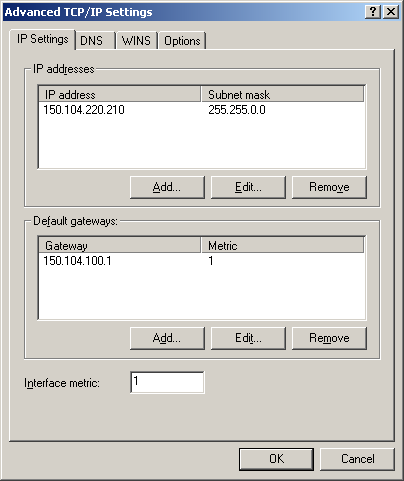 Advanced TCP/IP Settings
IP Settings DNS WINS Options
IP addresses
IP address Subnet mask
150.104.220.210 255.255.0.0
Add... Edit... Remove
Default gateways:
Gateway Metric
150.104.100.1 1
Add... Edit... Remove
Interface metric: 1
OK Cancel